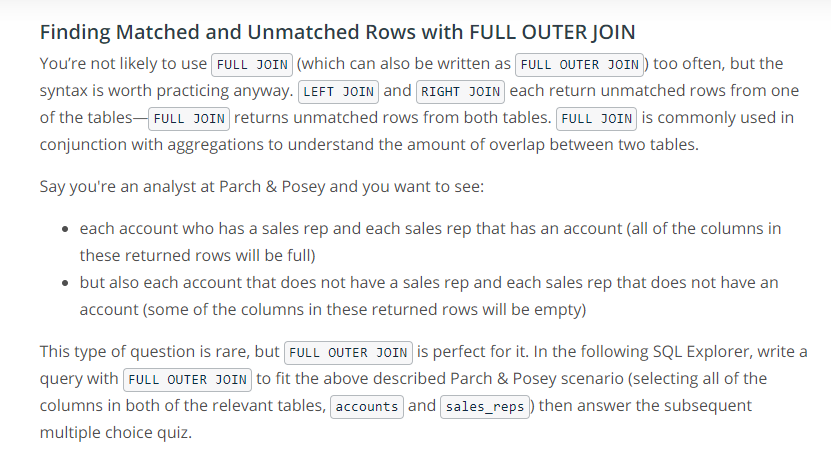 Finding Matched and Unmatched Rows with FULL OUTER JOIN
You’re not likely to use FULL JOIN (which can also be written as FULL OUTER JOIN) too often, but the
syntax is worth practicing anyway. LEFT JOIN and RIGHT JOIN each return unmatched rows from one
of the tables—FULL JOIN returns unmatched rows from both tables. FULL JOIN is commonly used in
conjunction with aggregations to understand the amount of overlap between two tables.
Say you're an analyst at Parch & Posey and you want to see:
• each account who has a sales rep and each sales rep that has an account (all of the columns in
these returned rows will be full)
• but also each account that does not have a sales rep and each sales rep that does not have an
account (some of the columns in these returned rows will be empty)
This type of question is rare, but FULL OUTER JOIN is perfect for it. In the following SQL Explorer, write a
query with FULL OUTER JOIN to fit the above described Parch & Posey scenario (selecting all of the
columns in both of the relevant tables, accounts and sales_reps) then answer the subsequent
multiple choice quiz.